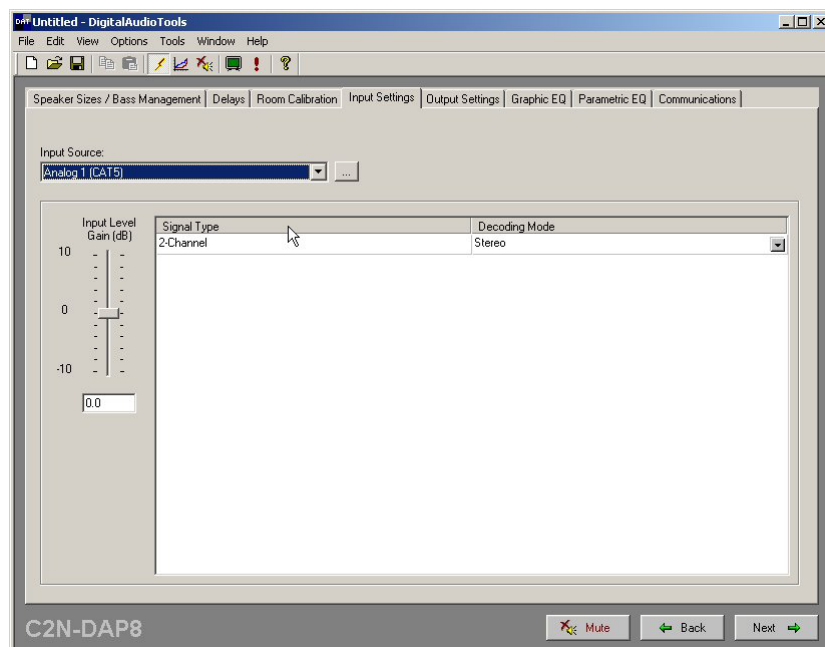 DAT Untitled - DigitalAudioTools
File Edit View Options Tools Window Help
Speaker Sizes / Bass Management Delays Room Calibration Input Settings Output Settings Graphic EQ Parametric EQ Communications
Input Source:
Analog 1 (CAT5) ...
Input Level
Gain (dB)
10
0
-10
0.0
Signal Type Decoding Mode
2-Channel Stereo
C2N-DAP8 Mute Back Next